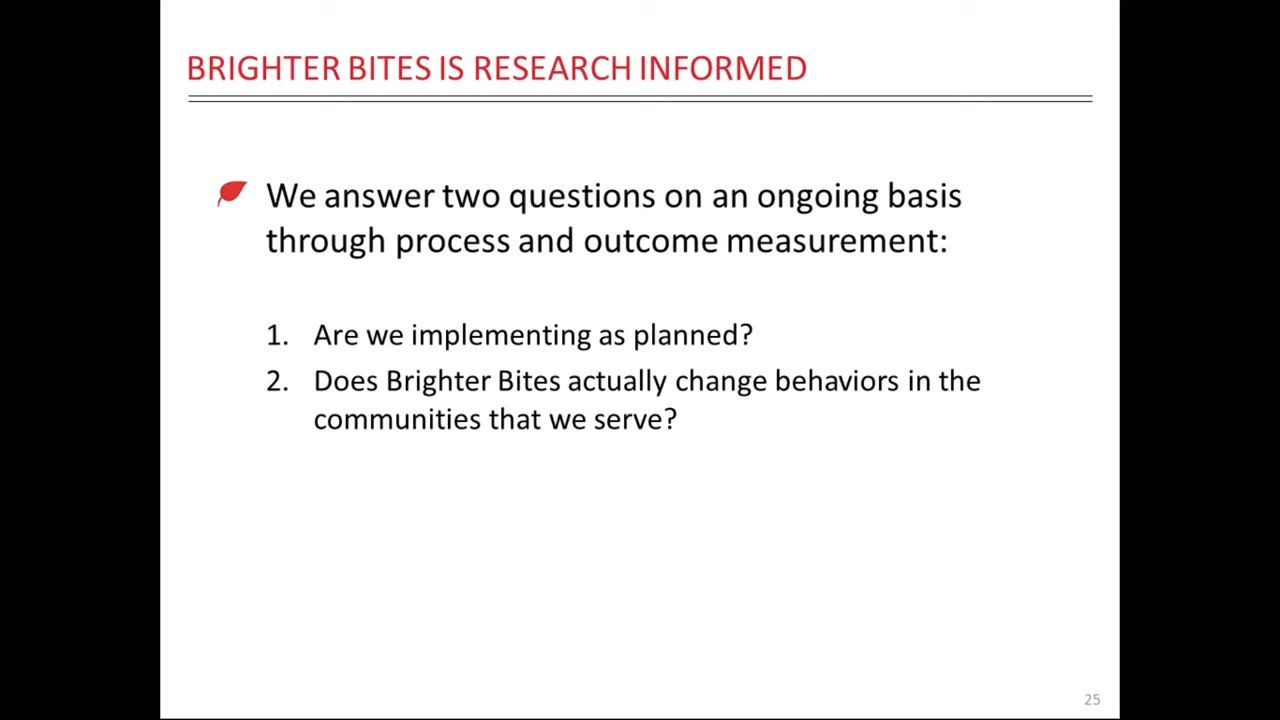 BRIGHTER BITES IS RESEARCH INFORMED
We answer two questions on an ongoing basis
through process and outcome measurement:
1. Are we implementing as planned?
2. Does Brighter Bites actually change behaviors in the
communities that we serve?
25